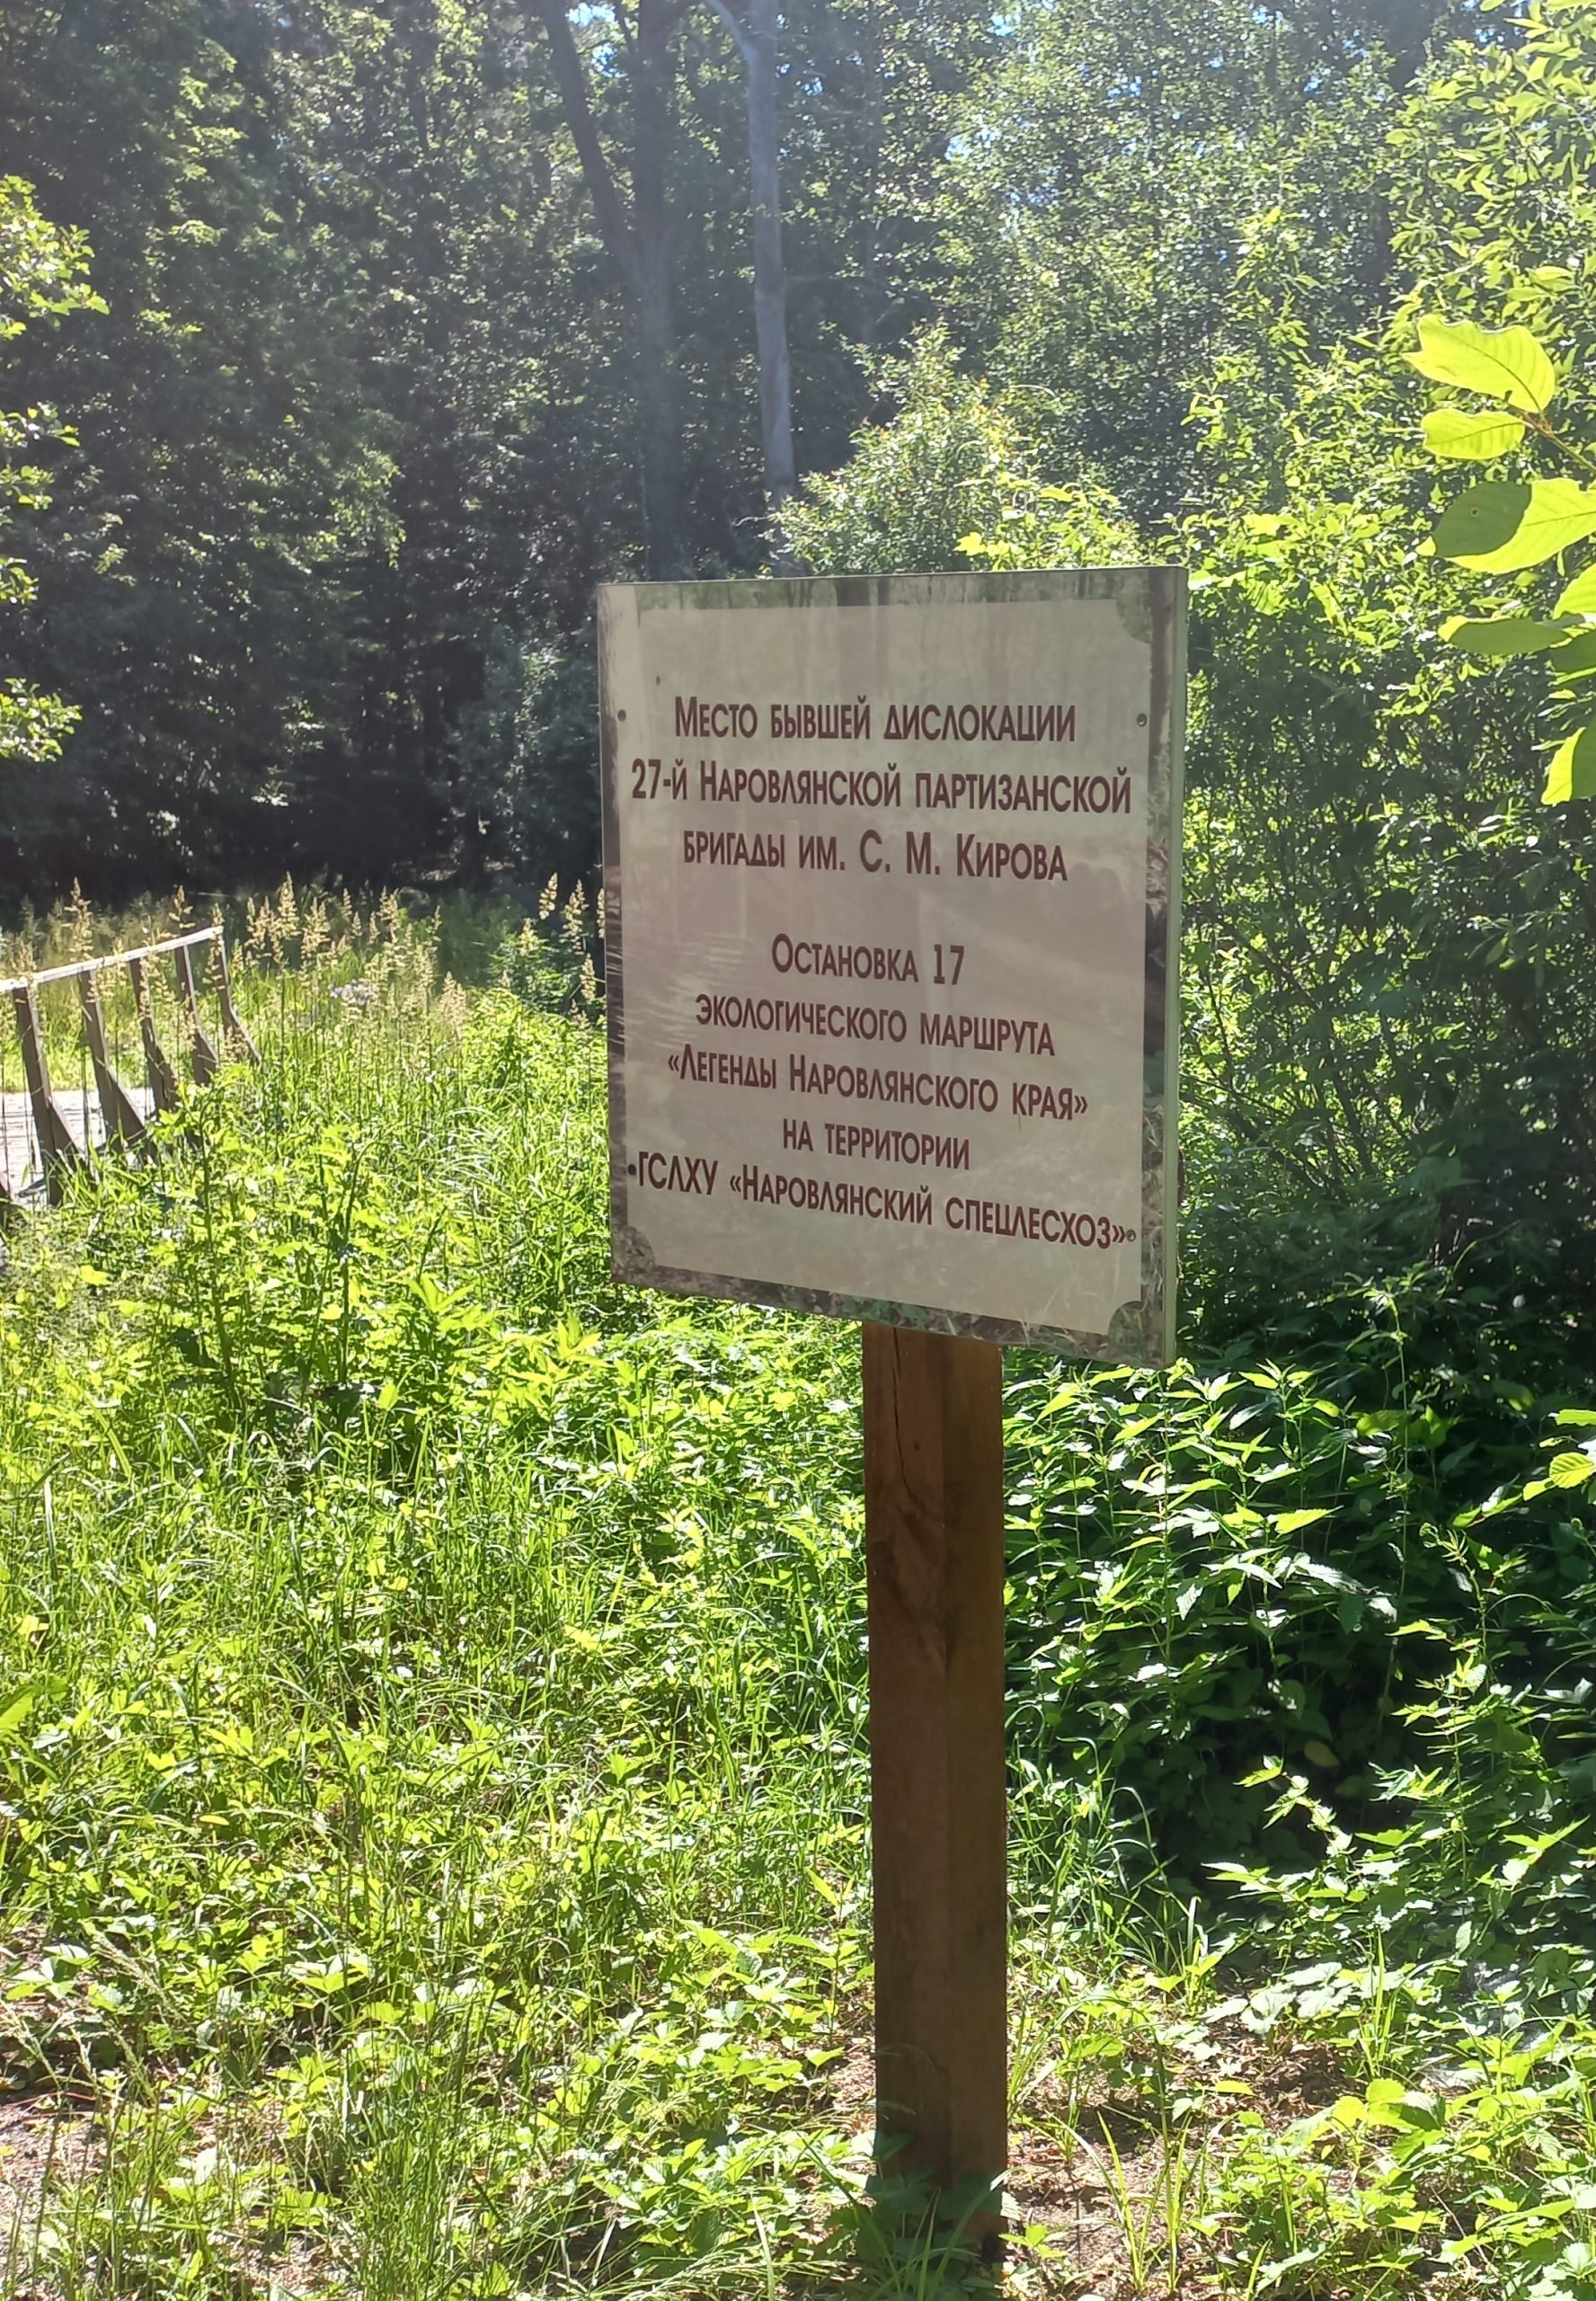 Место бывшей дислокации
27-й Наровлянской партизанской
бригады им. С. М. Кирова
Остановка 17
экологического маршрута
«Легенды Наровлянского края»
на территории
ГСЛХУ «Наровлянский спецлесхоз»